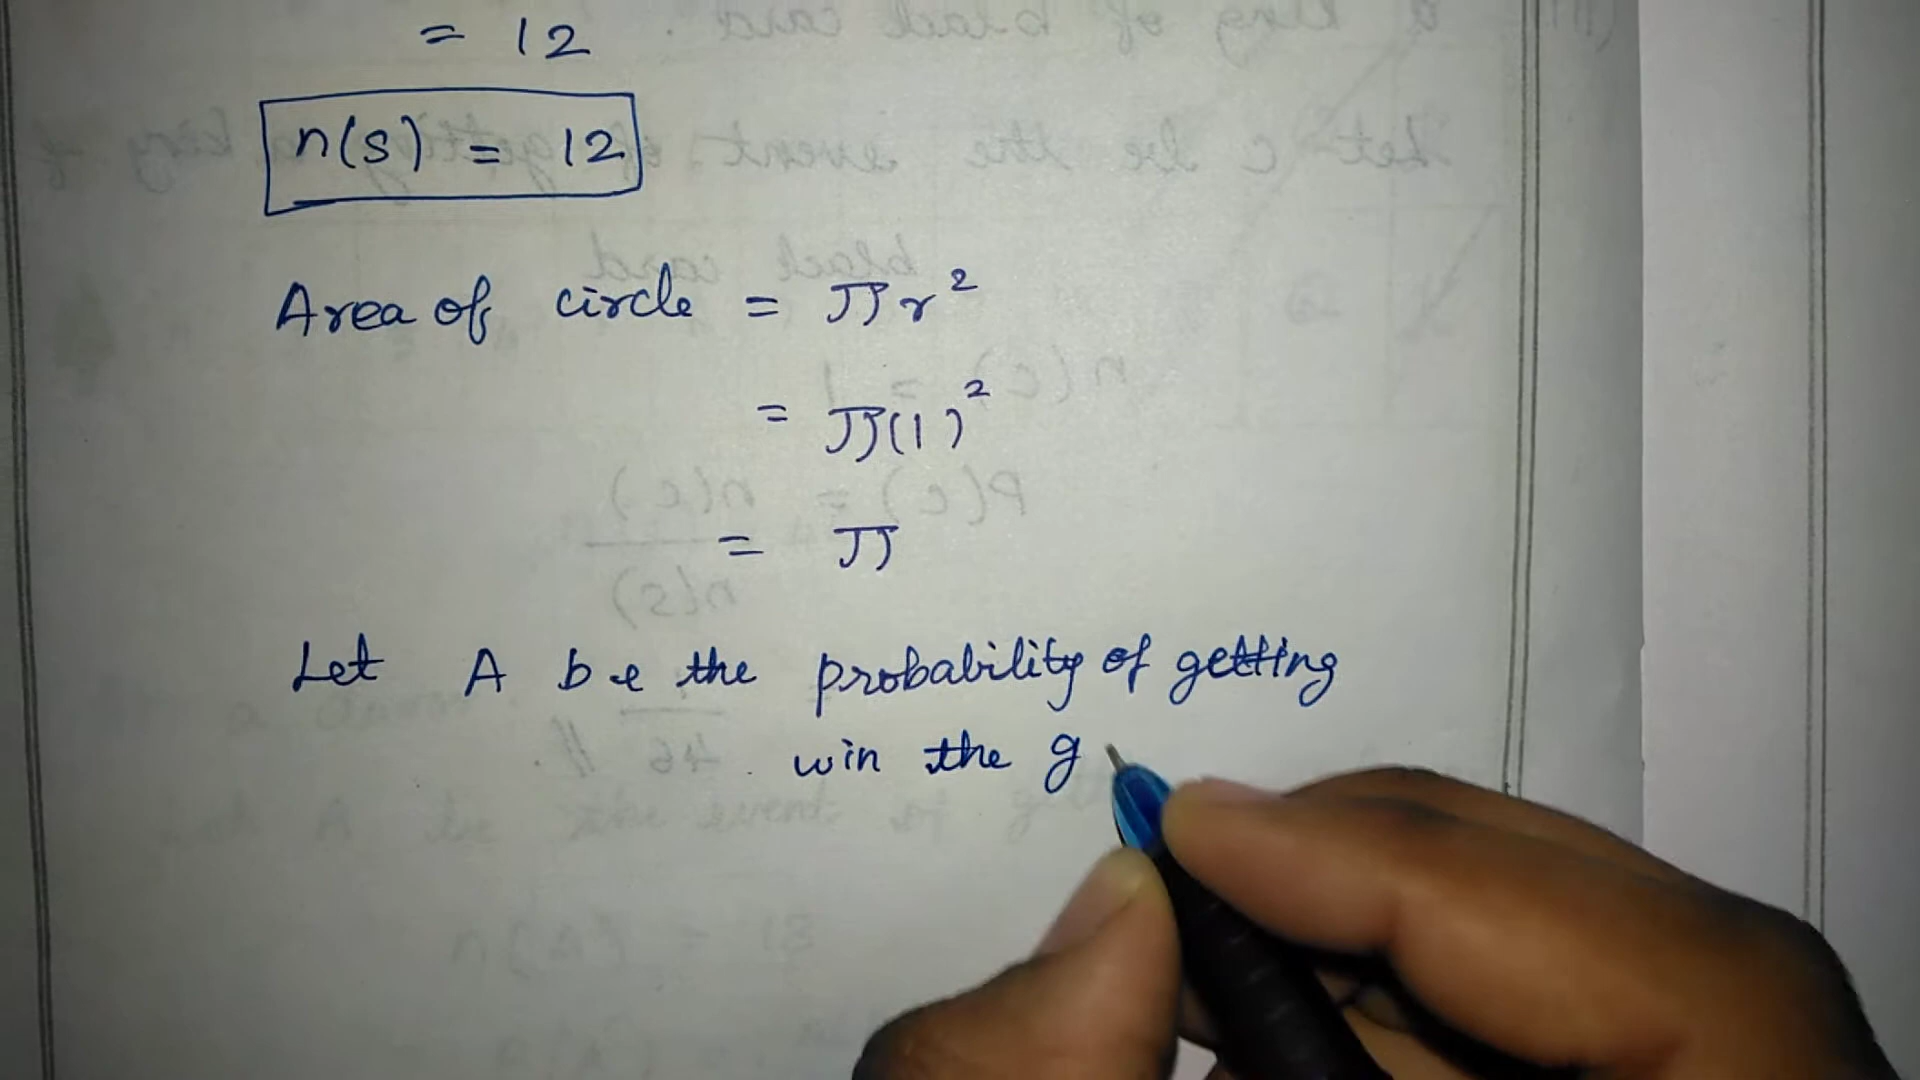 = 12
n(s) = 12
Area of circle = πr²
= π(1)²
= π
Let A be the probability of getting
win the g